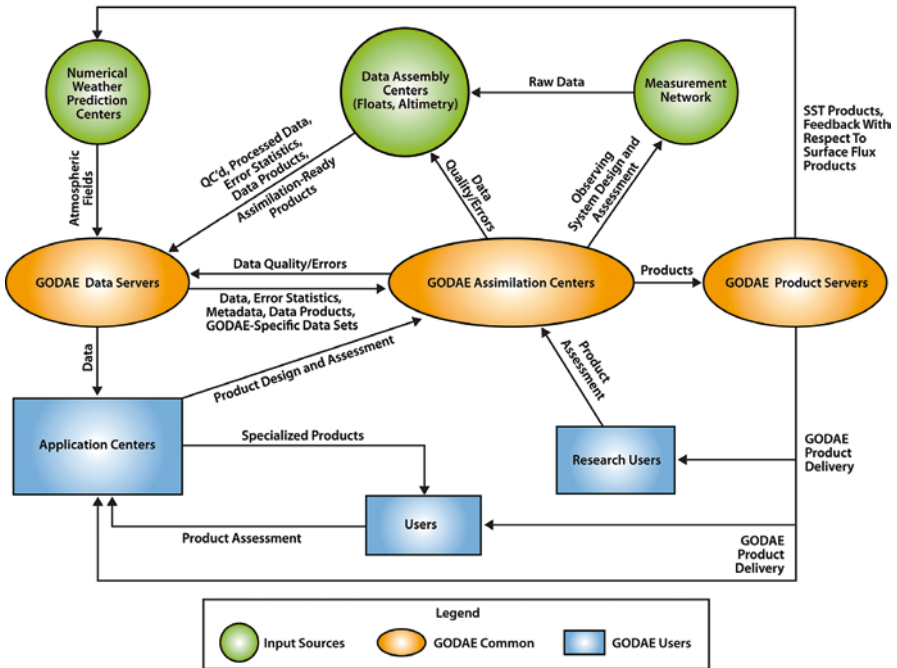 Numerical
Weather
Prediction
Centers
Data Assembly
Centers
(Floats, Altimetry)
Raw Data
Measurement
Network
SST Products,
Feedback With
Respect To
Surface Flux
Products
Atmospheric
Fields
QC'd, Processed Data,
Error Statistics,
Data Products,
Assimilation-Ready
Products
Data
Quality/Errors
Observing
System Design and
Assessment
GODAE Data Servers
Data Quality/Errors
Data, Error Statistics,
Metadata, Data Products,
GODAE-Specific Data Sets
GODAE Assimilation Centers
Products
GODAE Product Servers
Data
Product Design and Assessment
Product
Assessment
Application Centers
Specialized Products
Research Users
GODAE
Product
Delivery
Product Assessment
Users
GODAE
Product
Delivery
Legend
Input Sources
GODAE Common
GODAE Users